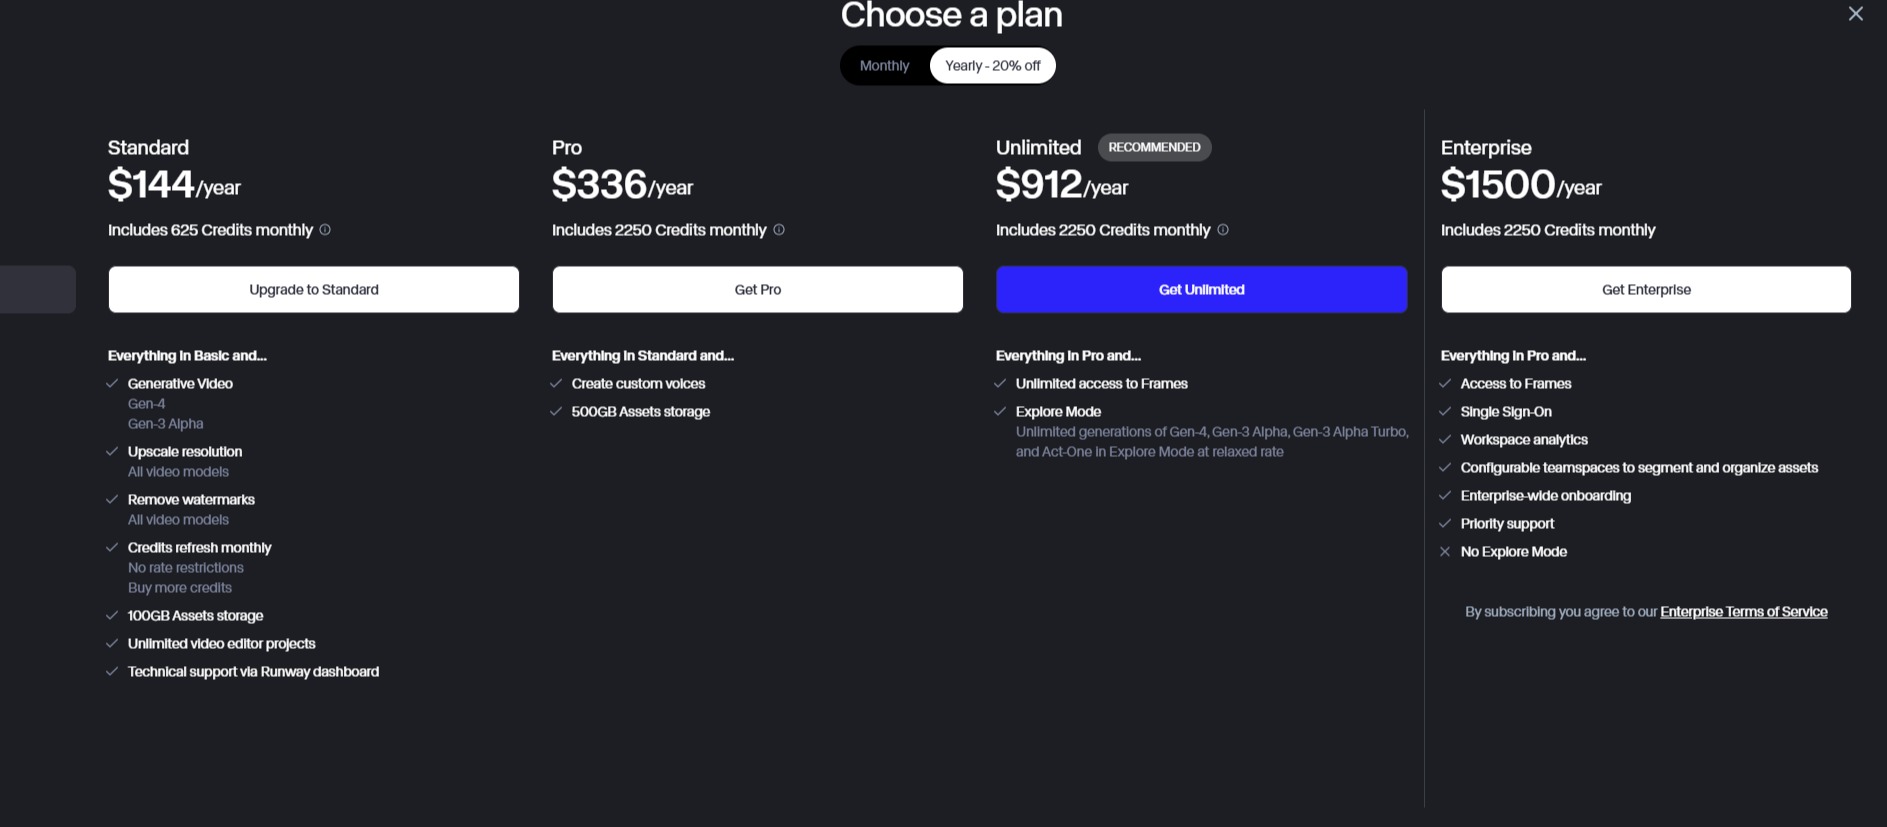 Choose a plan
Monthly
Yearly - 20% off
Standard
$144/year
Includes 625 Credits monthly
Upgrade to Standard
Everything in Basic and...
Generative Video
Gen-4
Gen-3 Alpha
Upscale resolution
All video models
Remove watermarks
All video models
Credits refresh monthly
No rate restrictions
Buy more credits
100GB Assets storage
Unlimited video editor projects
Technical support via Runway dashboard
Pro
$336/year
Includes 2250 Credits monthly
Get Pro
Everything in Standard and...
Create custom voices
500GB Assets storage
Unlimited RECOMMENDED
$912/year
Includes 2250 Credits monthly
Get Unlimited
Everything in Pro and...
Unlimited access to Frames
Explore Mode
Unlimited generations of Gen-4, Gen-3 Alpha, Gen-3 Alpha Turbo,
and Act-One in Explore Mode at relaxed rate
Enterprise
$1500/year
Includes 2250 Credits monthly
Get Enterprise
Everything in Pro and...
Access to Frames
Single Sign-On
Workspace analytics
Configurable teamspaces to segment and organize assets
Enterprise-wide onboarding
Priority support
No Explore Mode
By subscribing you agree to our Enterprise Terms of Service